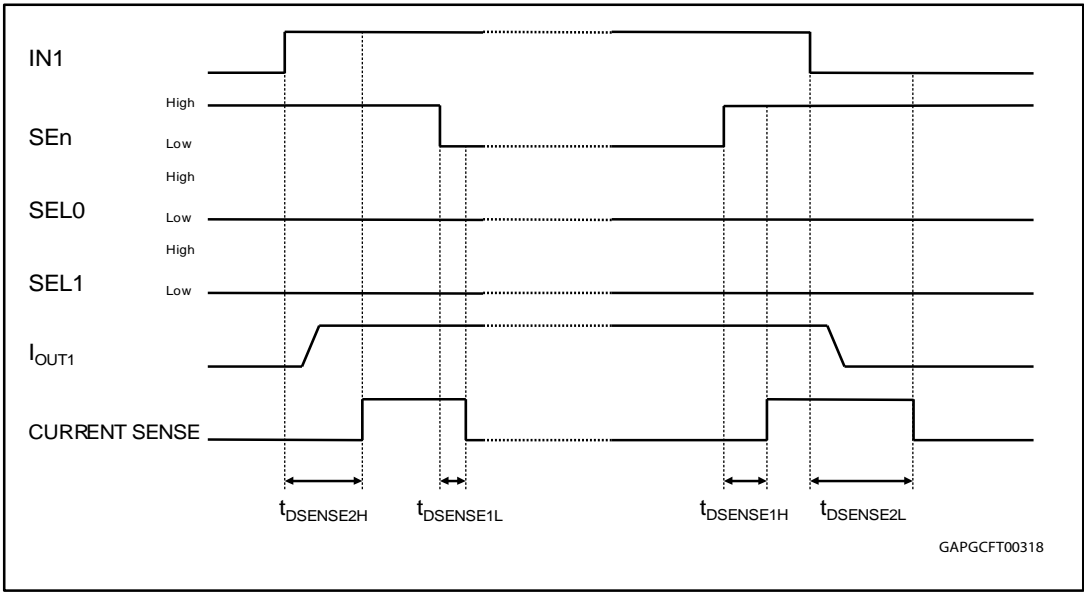 IN1
High
SEn
Low
High
SEL0
Low
High
SEL1
Low
IOUT1
CURRENT SENSE
tDSENSE2H tDSENSE1L tDSENSE1H tDSENSE2L
GAPGCFT00318